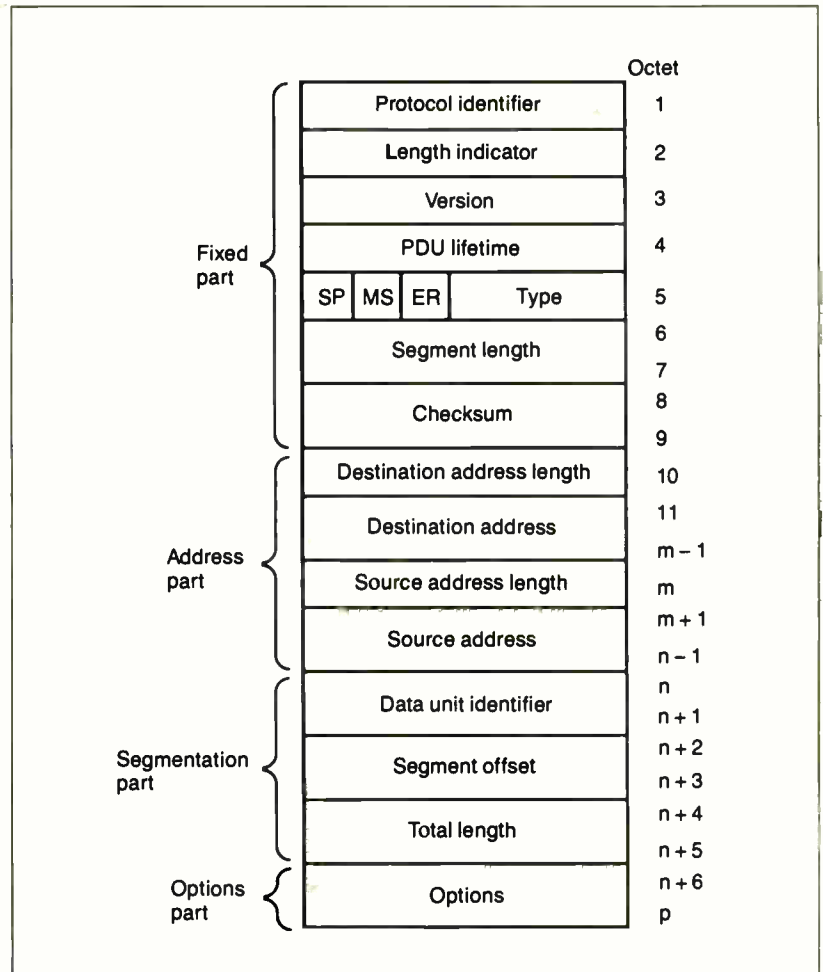 Octet
Protocol identifier 1
Length indicator 2
Version 3
PDU lifetime 4
Fixed
part
SP MS ER Type 5
Segment length
6
7
Checksum
8
9
Destination address length 10
Destination address
11
m – 1
Address
part
Source address length m
Source address
m + 1
n – 1
Data unit identifier
n
n + 1
Segmentation
part
Segment offset
n + 2
n + 3
Total length
n + 4
n + 5
Options
part
Options
n + 6
p